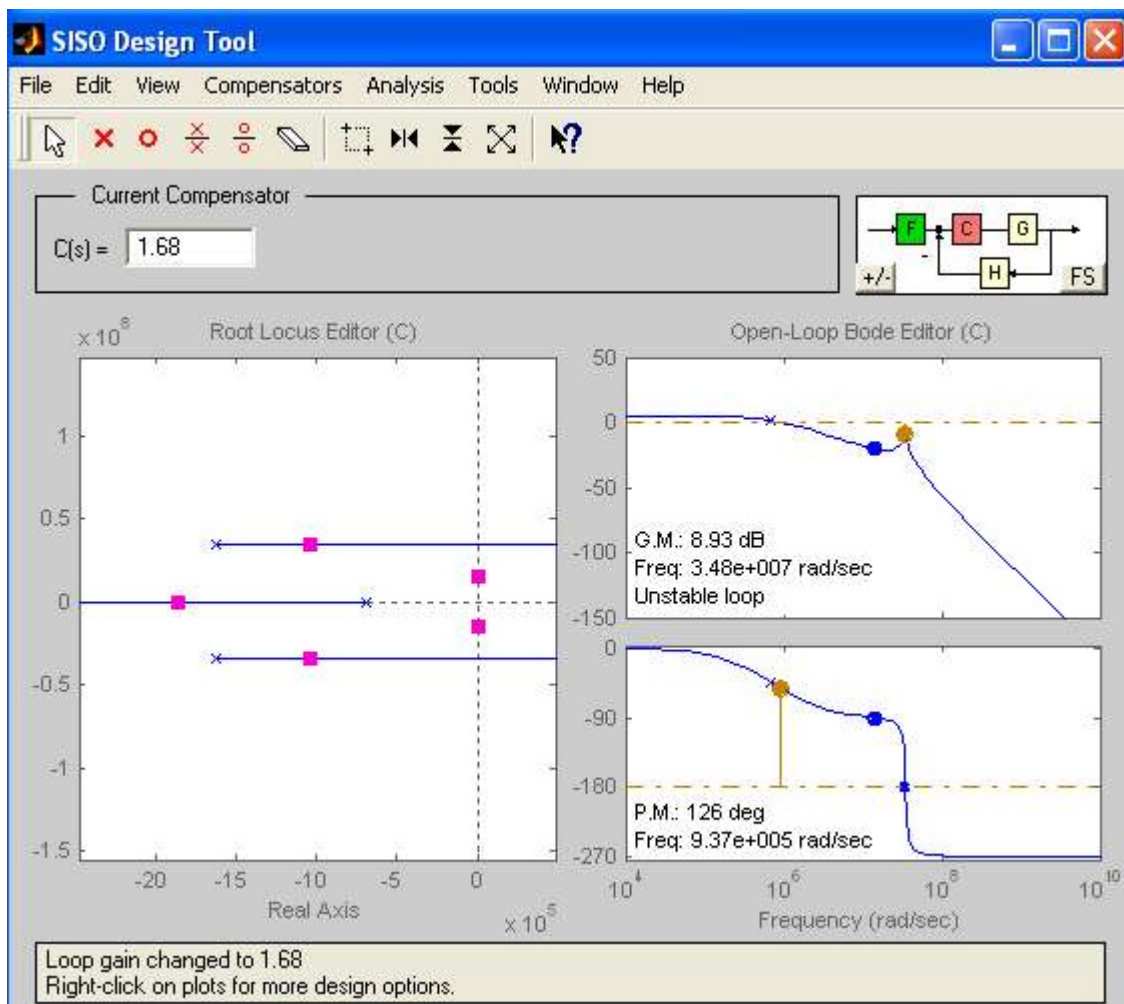 SISO Design Tool
File Edit View Compensators Analysis Tools Window Help
Current Compensator
C(s) = 1.68
F C G
H
+/- FS
Root Locus Editor (C)
x 10^8
1
0.5
0
-0.5
-1
-1.5
-20 -15 -10 -5 0
Real Axis
x 10^5
Open-Loop Bode Editor (C)
50
0
-50
-100
-150
G.M.: 8.93 dB
Freq: 3.48e+007 rad/sec
Unstable loop
0
-90
-180
-270
P.M.: 126 deg
Freq: 9.37e+005 rad/sec
10^4 10^6 10^8 10^10
Frequency (rad/sec)
Loop gain changed to 1.68
Right-click on plots for more design options.